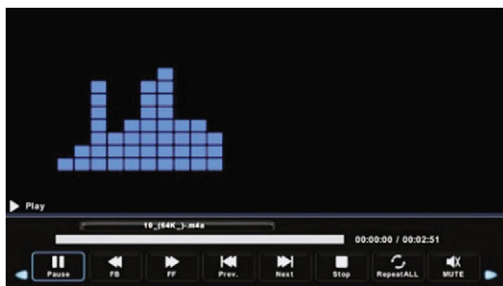 Play
10_(64K_)-.m4a
00:00:00 / 00:02:51
Pause FB FF Prev. Next Stop RepeatALL MUTE